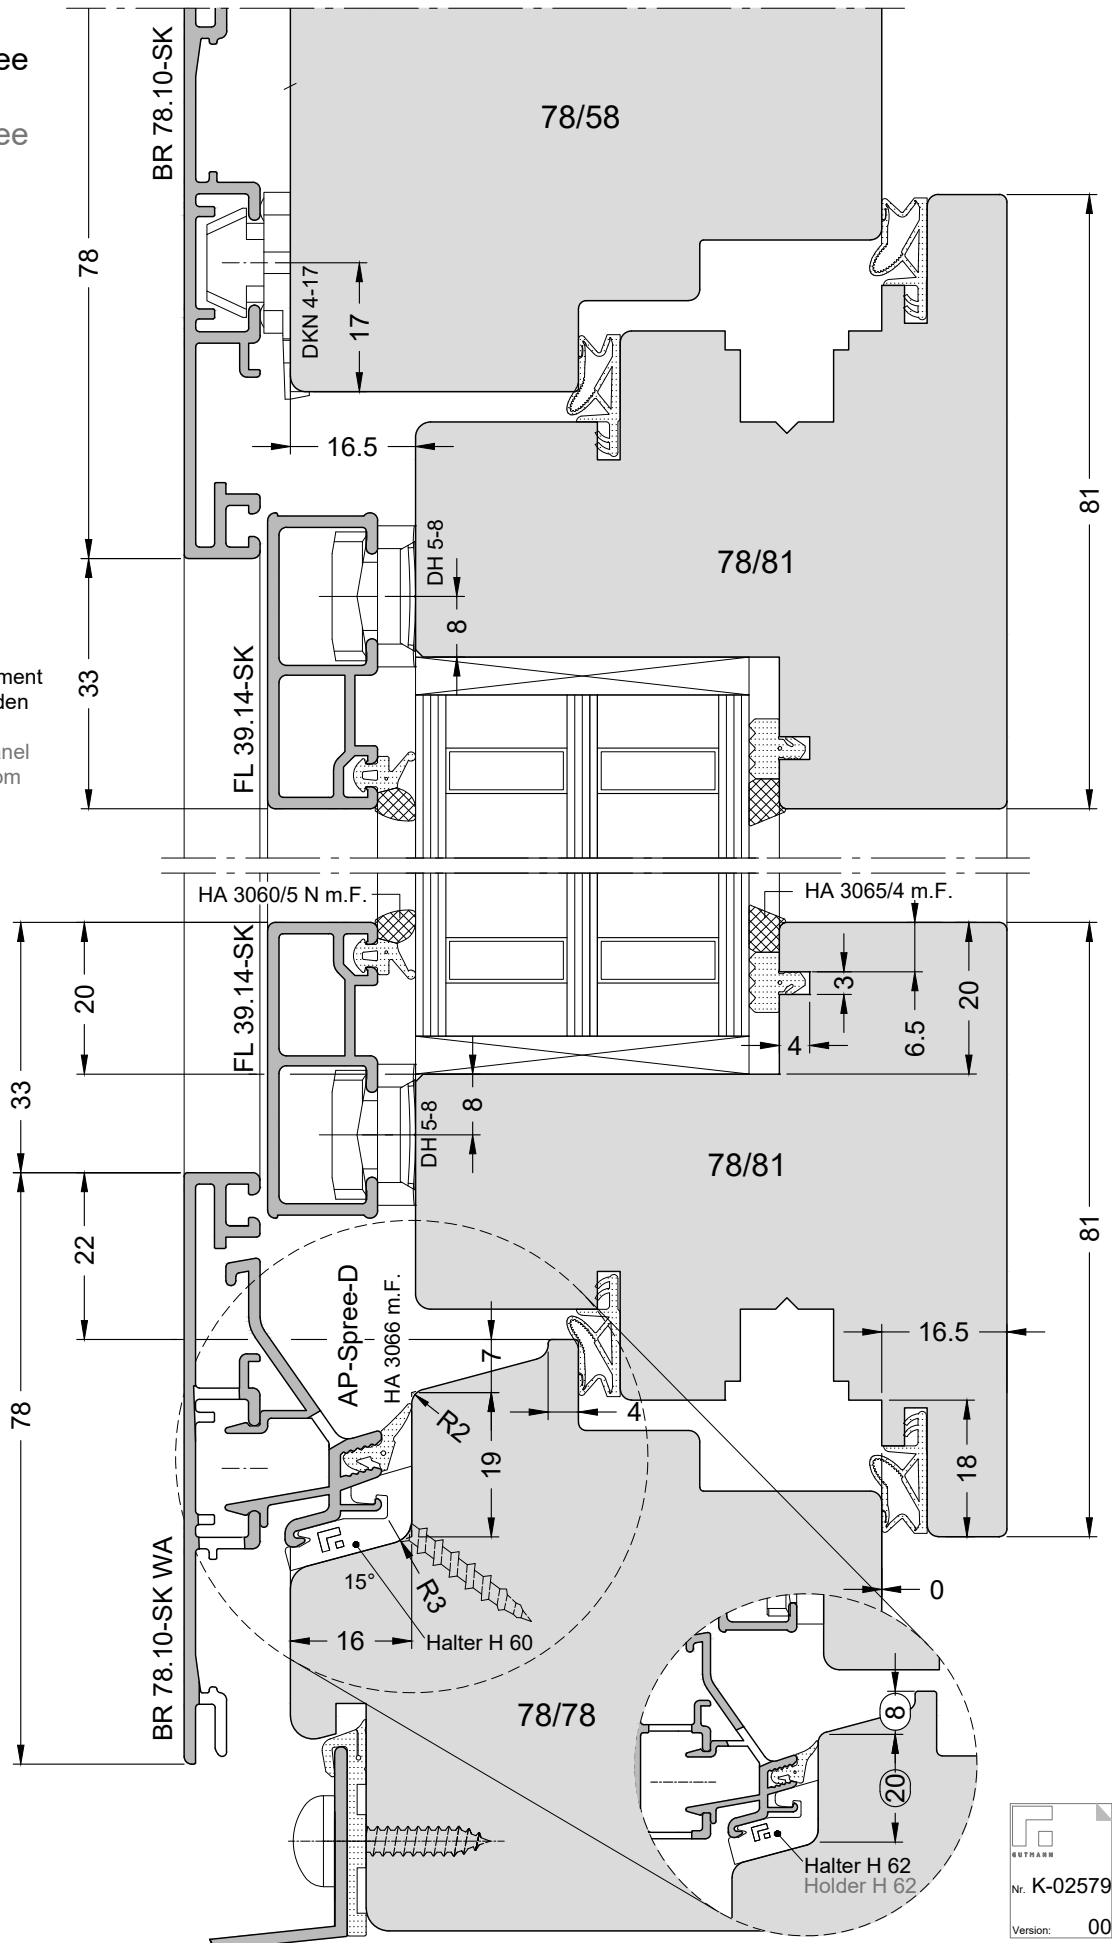 ee
ee
BR 78.10-SK
78/58
78
DKN 4-17
17
16.5
81
78/81
DH 5-8
8
33
FL 39.14-SK
ment
den
anel
om
HA 3060/5 N m.F.
HA 3065/4 m.F.
FL 39.14-SK
20
3
4
6.5
20
33
8
DH 5-8
78/81
22
81
AP-Spree-D
HA 3066 m.F.
7
16.5
R2
4
78
19
18
15°
R3
0
16
Halter H 60
BR 78.10-SK WA
78/78
8
20
Halter H 62
Holder H 62
GUTMANN
Nr. K-02579
Version: 00